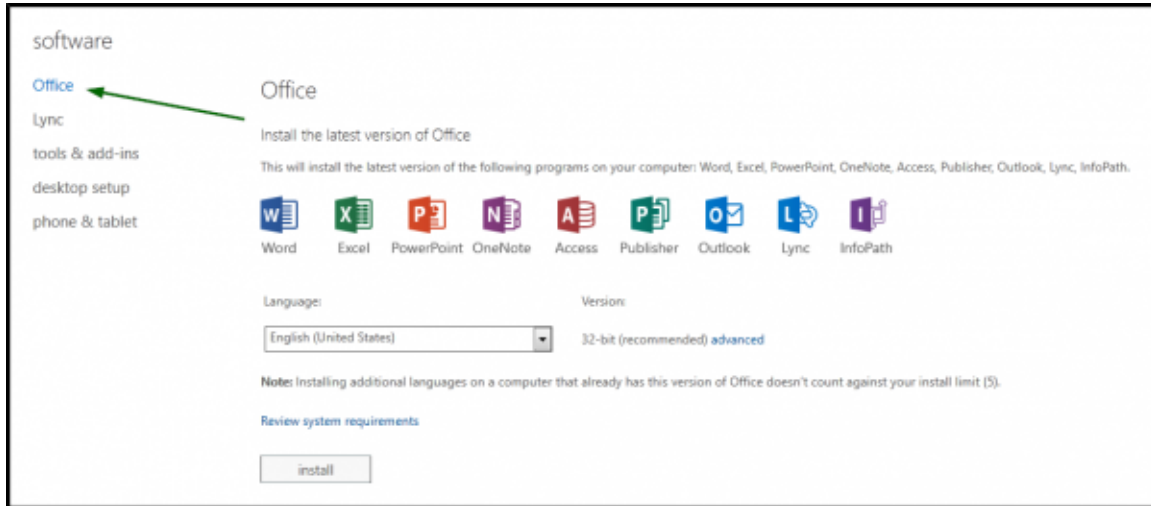 software
Office
Lync
tools & add-ins
desktop setup
phone & tablet
Office
Install the latest version of Office
This will install the latest version of the following programs on your computer: Word, Excel, PowerPoint, OneNote, Access, Publisher, Outlook, Lync, InfoPath.
W X P N A P O L I
Word Excel PowerPoint OneNote Access Publisher Outlook Lync InfoPath
Language: Version:
English (United States) 32-bit (recommended) advanced
Note: Installing additional languages on a computer that already has this version of Office doesn't count against your install limit (5).
Review system requirements
install